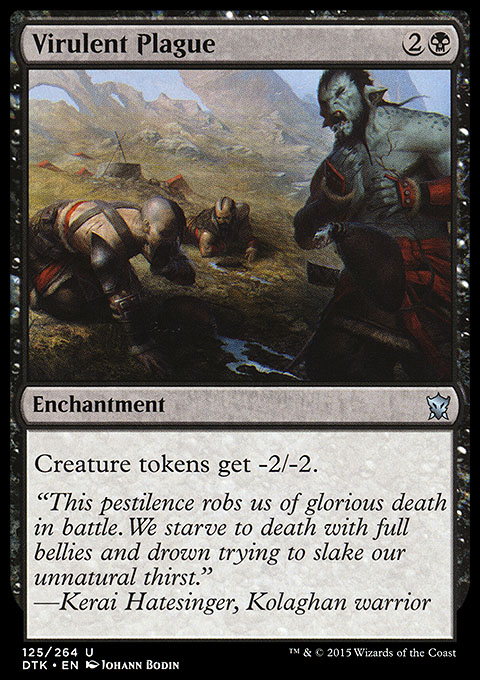 Virulent Plague 2
Enchantment
Creature tokens get -2/-2.
“This pestilence robs us of glorious death
in battle. We starve to death with full
bellies and drown trying to slake our
unnatural thirst.”
—Kerai Hatesinger, Kolaghan warrior
125/264 U
DTK • EN Johann Bodin
™ & © 2015 Wizards of the Coast